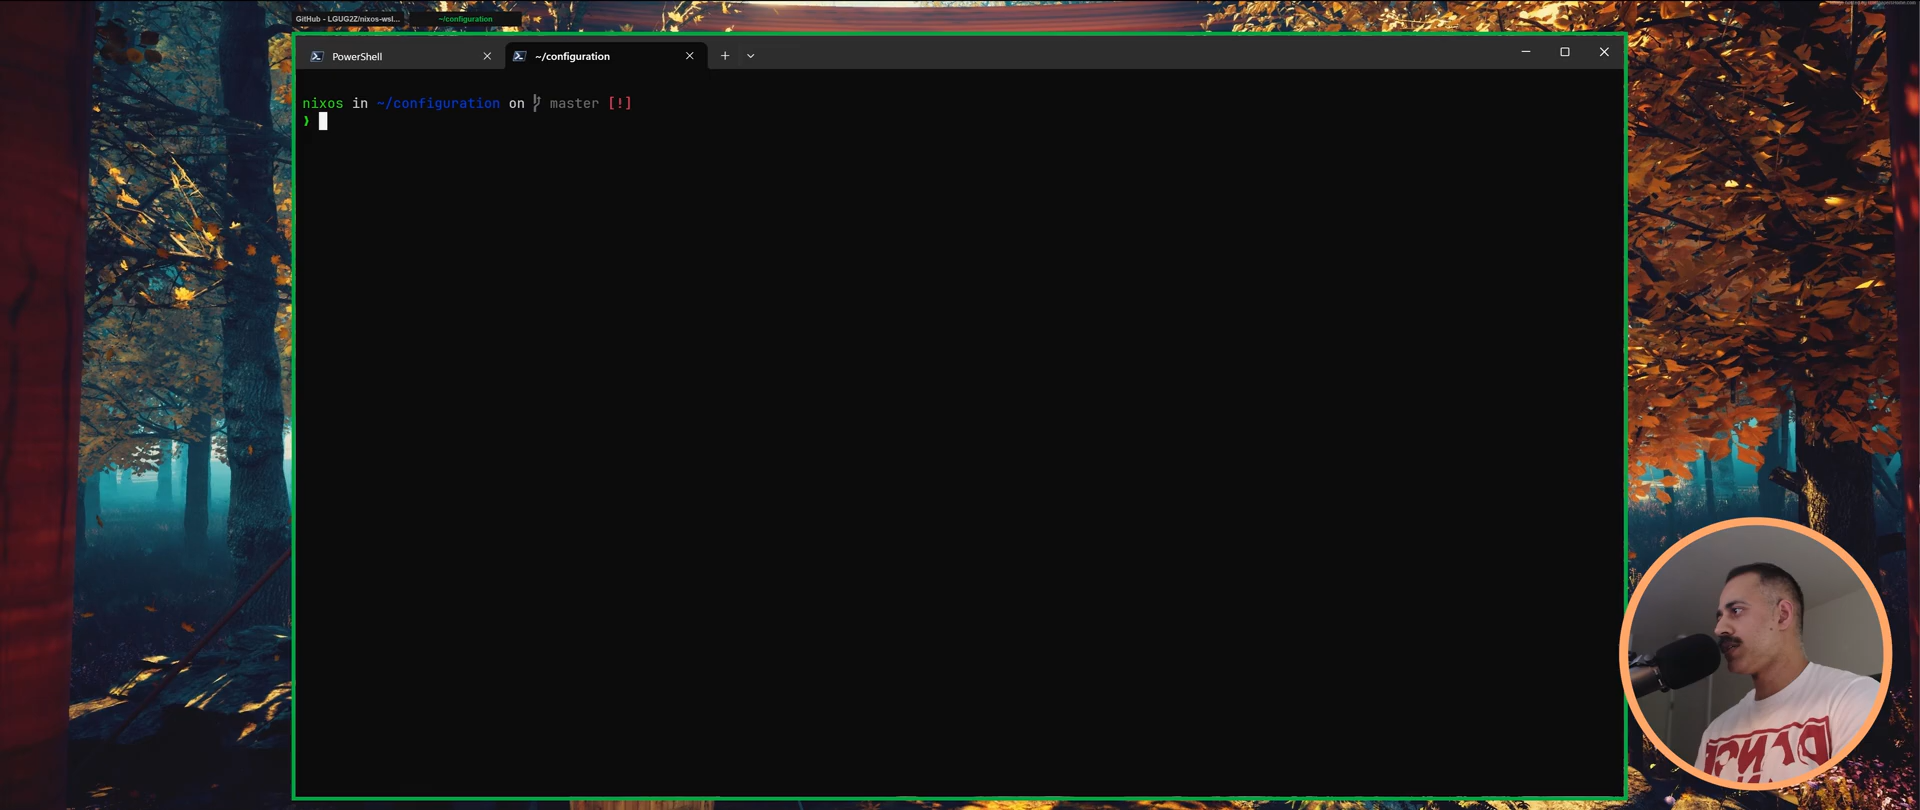 GitHub - LGUG2Z/nixos-wsl...
~/configuration
PowerShell
~/configuration
nixos in ~/configuration on master [!]
❯